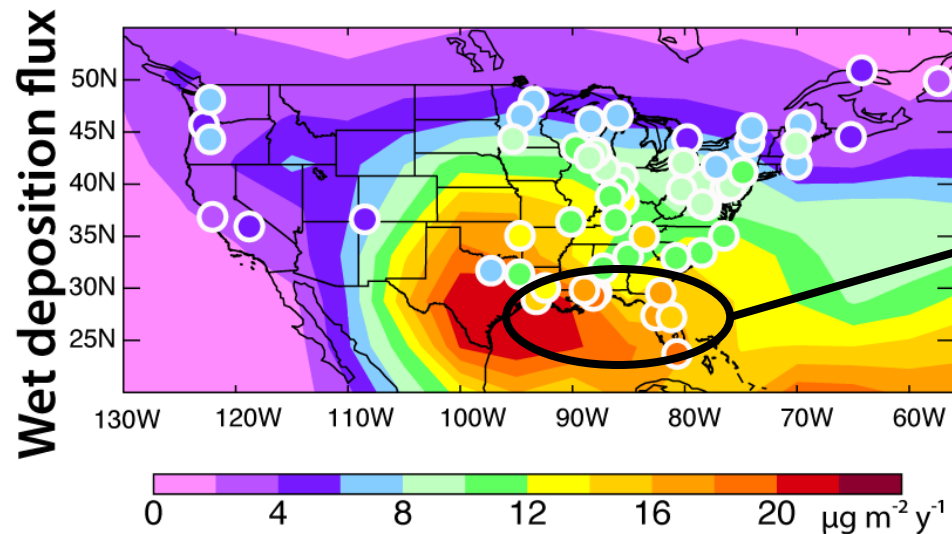 Wet deposition flux
50N
45N
40N
35N
30N
25N
130W 120W 110W 100W 90W 80W 70W 60W
0 4 8 12 16 20 μg m⁻² y⁻¹